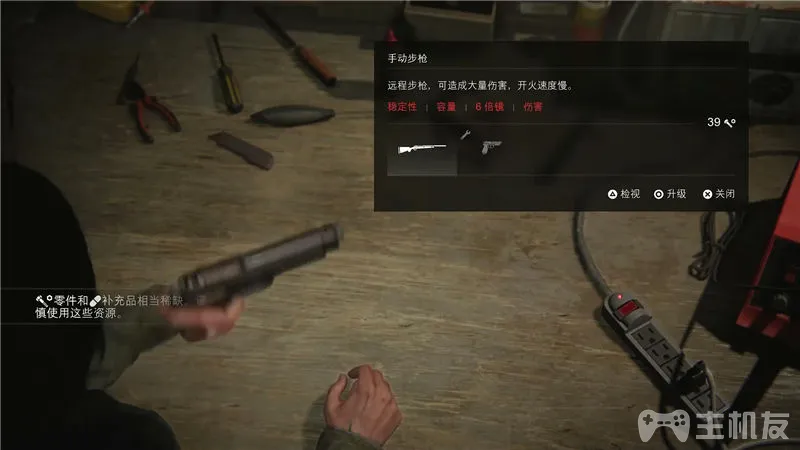 手动步枪
远程步枪，可造成大量伤害，开火速度慢。
稳定性 | 容量 | 6 倍镜 | 伤害
39
检视 升级 关闭
零件和 补充品相当稀缺，
慎使用这些资源。
主机友